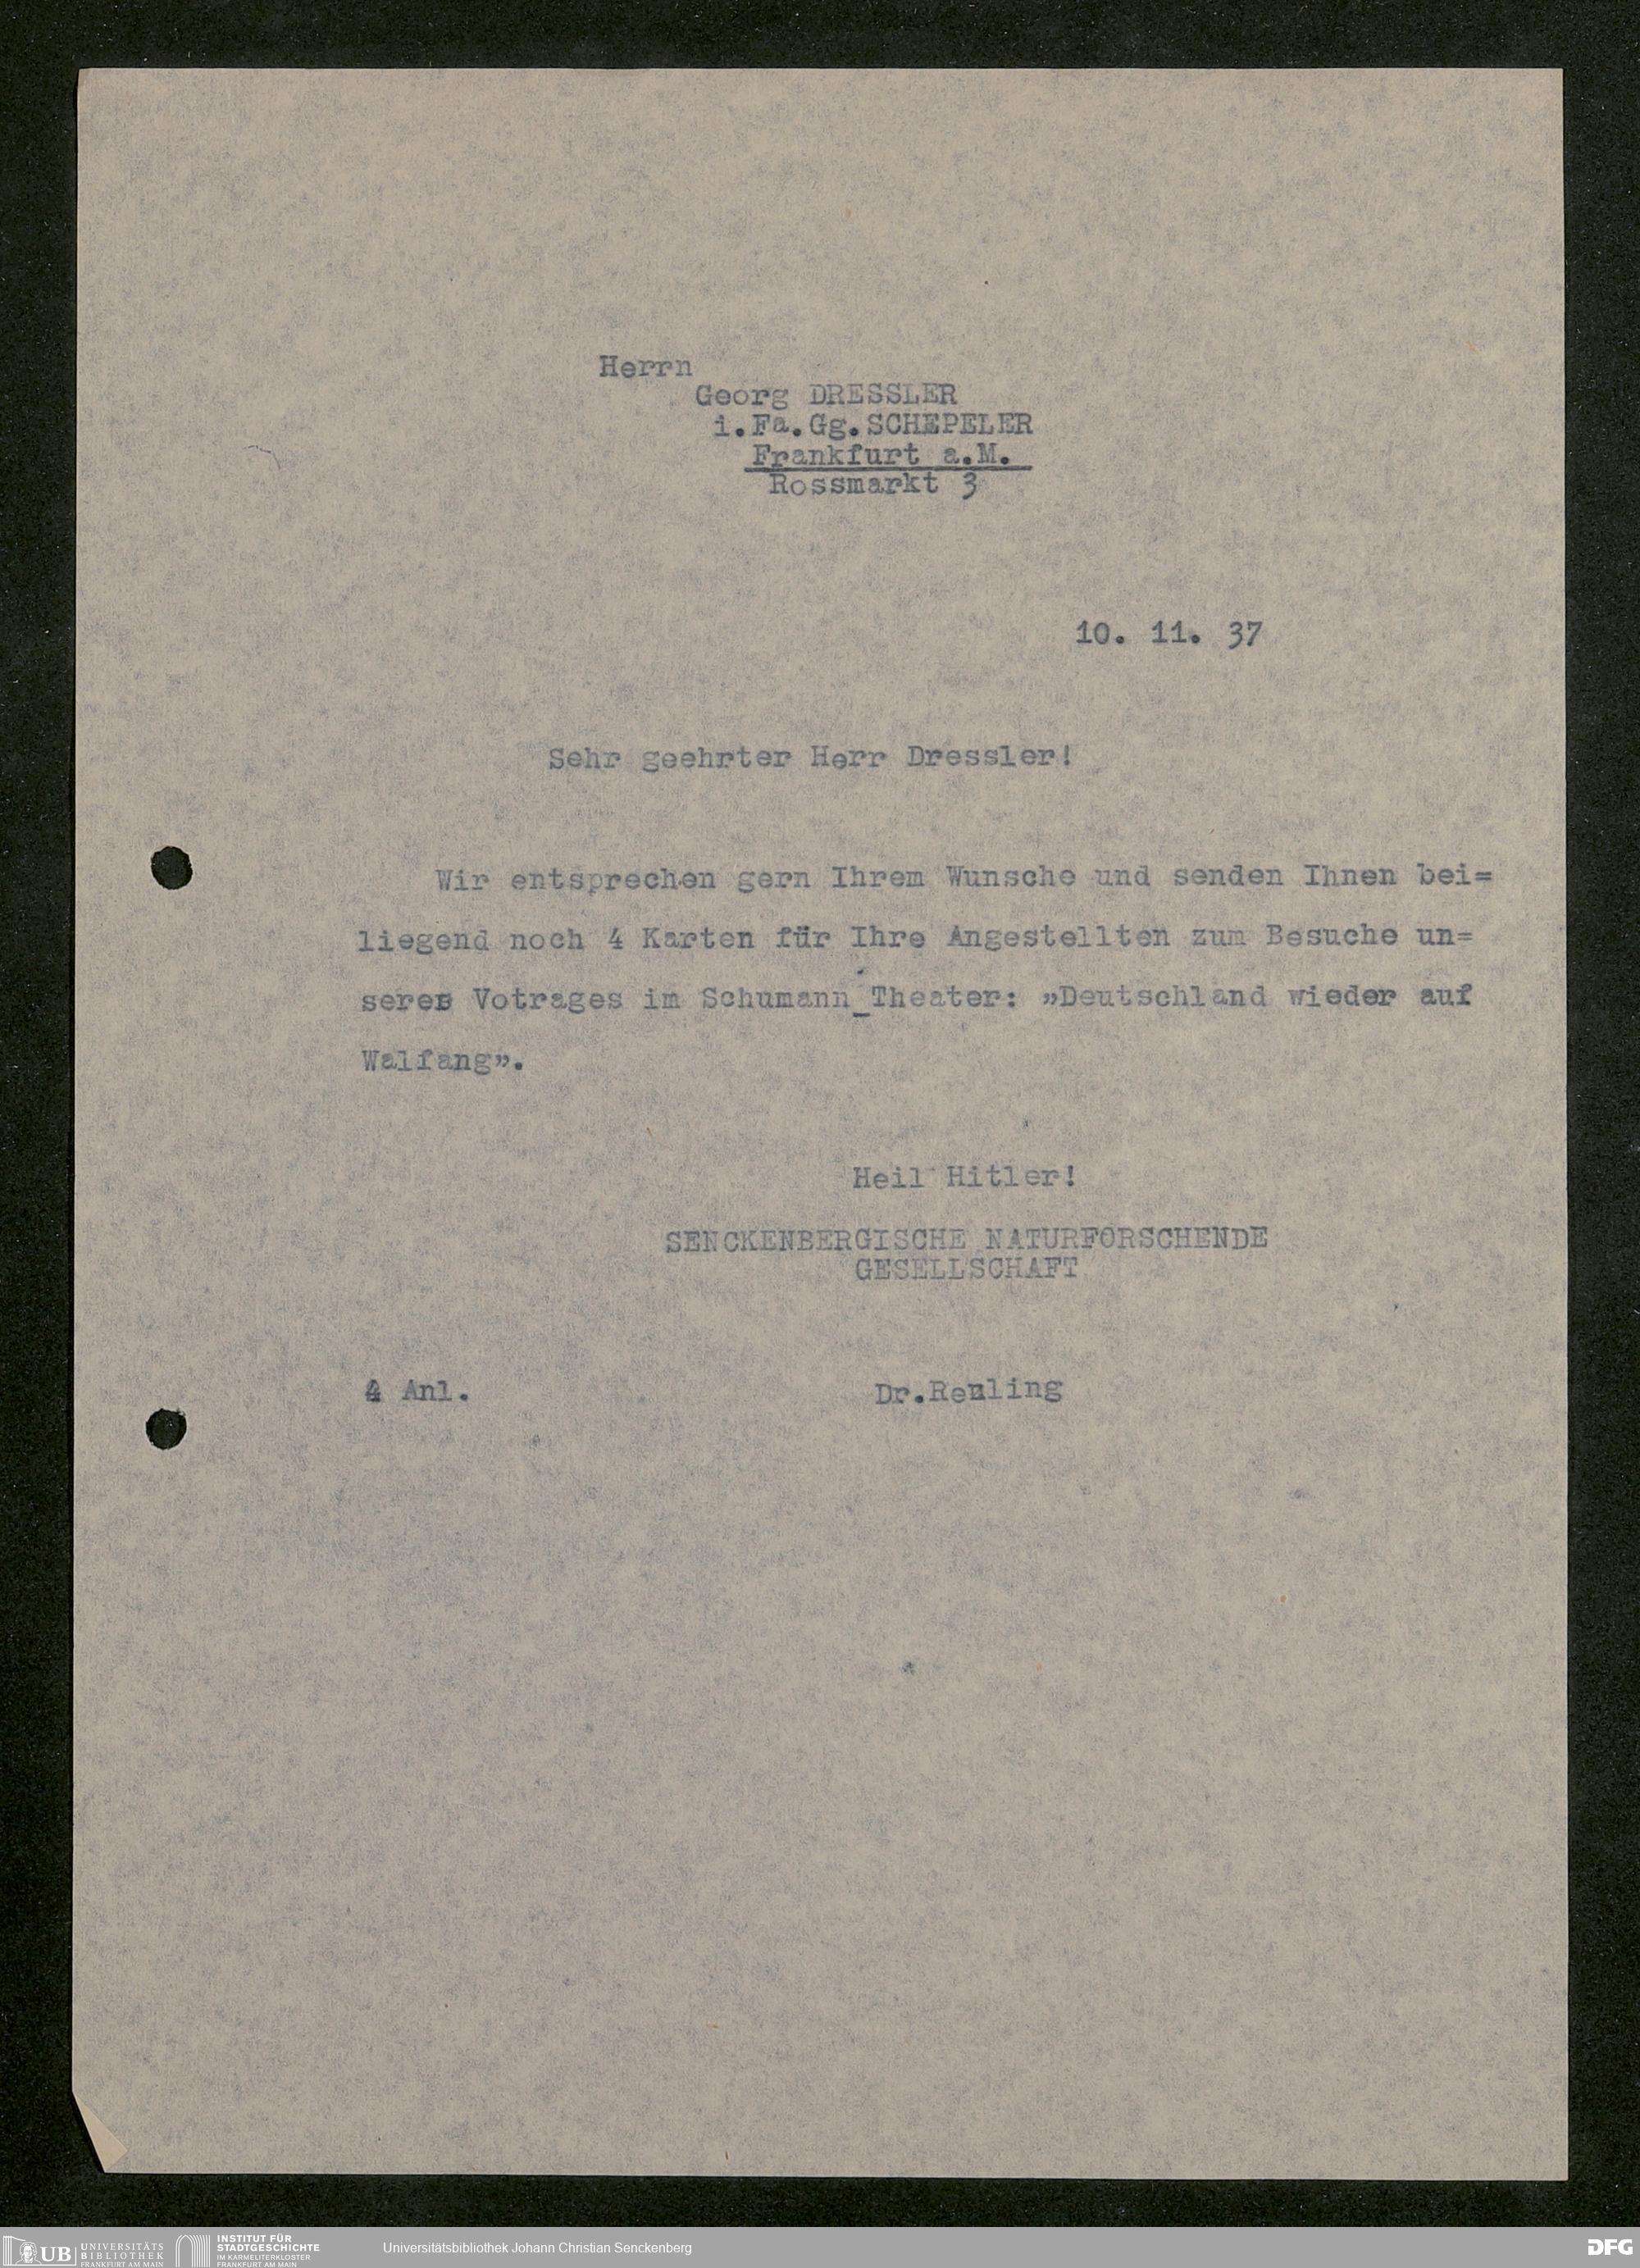 Herrn
Georg DRESSLER
i.Fa.Gg.SCHEPELER
Frankfurt a.M.
Rossmarkt 3
10. 11. 37
Sehr geehrter Herr Dressler!
Wir entsprechen gern Ihrem Wunsche und senden Ihnen bei=
liegend noch 4 Karten für Ihre Angestellten zum Besuche un=
seres Votrages im Schumann_Theater: »Deutschland wieder auf
Walfang».
Heil Hitler!
SENCKENBERGISCHE NATURFORSCHENDE
GESELLSCHAFT
4 Anl.
Dr.Reuling
UB UNIVERSITÄTS
BIBLIOTHEK
FRANKFURT AM MAIN
INSTITUT FÜR
STADTGESCHICHTE
IM KARMELITERKLOSTER
FRANKFURT AM MAIN
Universitätsbibliothek Johann Christian Senckenberg
DFG